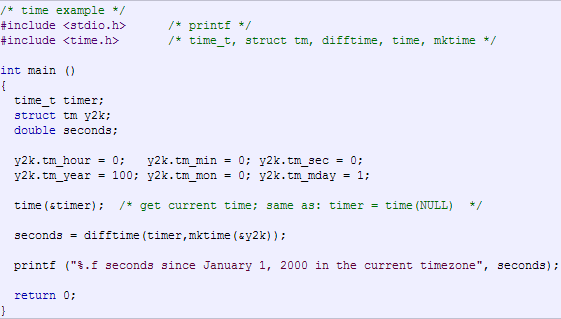 /* time example */
#include <stdio.h>      /* printf */
#include <time.h>       /* time_t, struct tm, difftime, time, mktime */
int main ()
{
  time_t timer;
  struct tm y2k;
  double seconds;
  y2k.tm_hour = 0;   y2k.tm_min = 0; y2k.tm_sec = 0;
  y2k.tm_year = 100; y2k.tm_mon = 0; y2k.tm_mday = 1;
  time(&timer);  /* get current time; same as: timer = time(NULL)  */
  seconds = difftime(timer,mktime(&y2k));
  printf ("%.f seconds since January 1, 2000 in the current timezone", seconds);
  return 0;
}